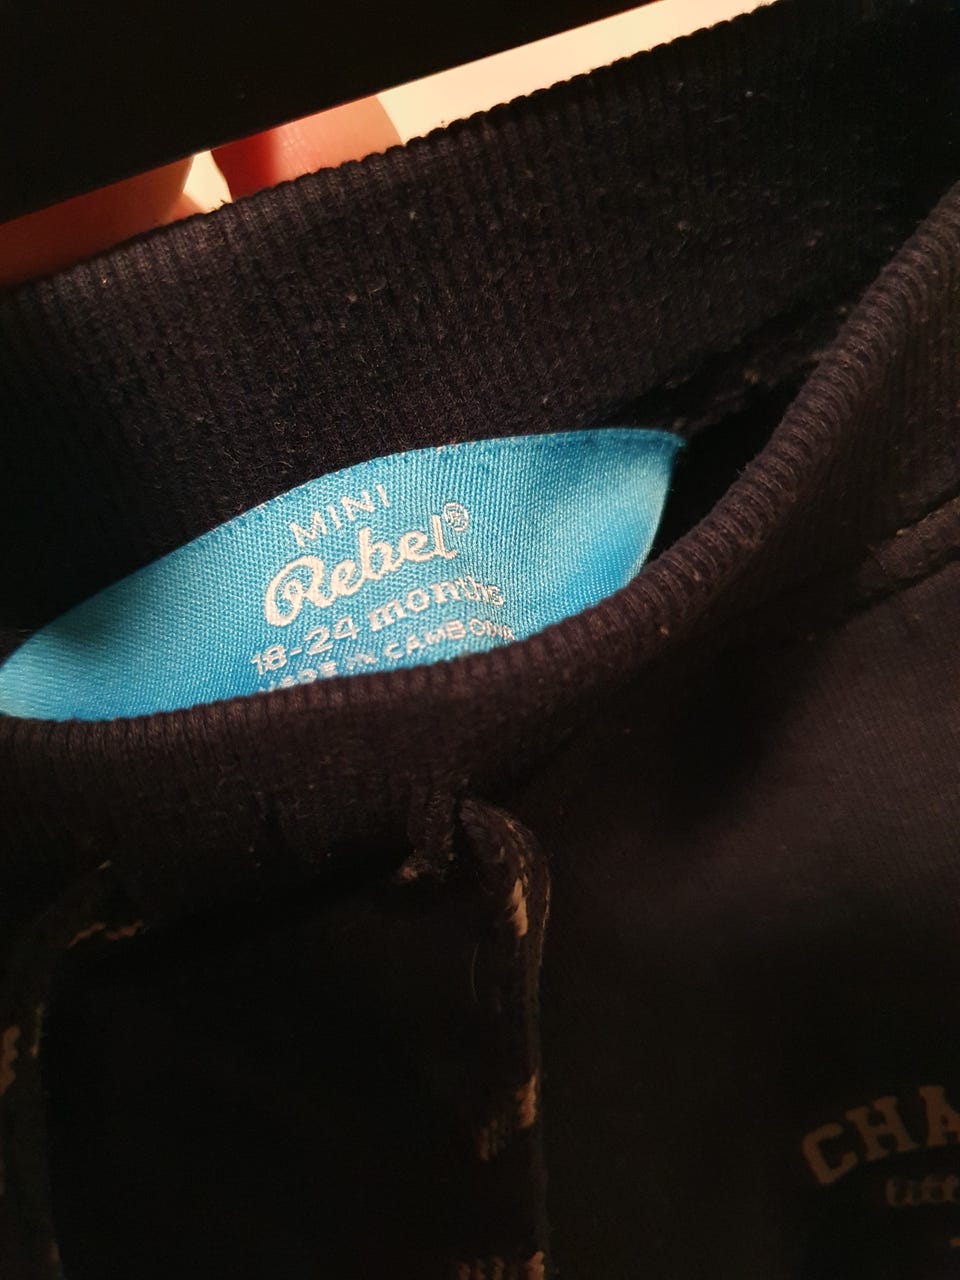 MINI
Rebel®
18-24 months
MADE IN CAMBODIA
CHA